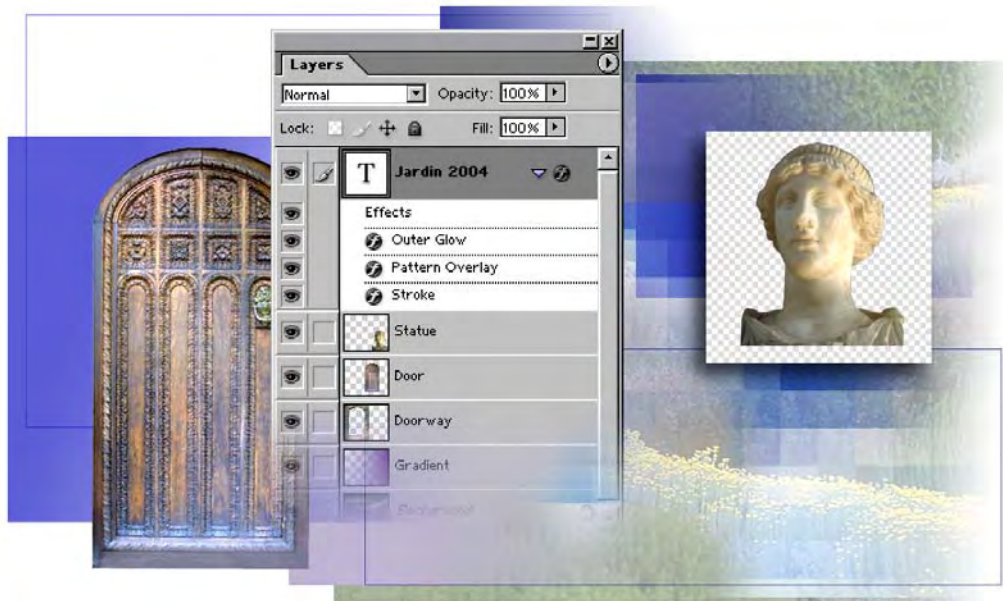 Layers
Normal Opacity: 100%
Lock: Fill: 100%
T Jardin 2004
Effects
Outer Glow
Pattern Overlay
Stroke
Statue
Door
Doorway
Gradient
Background